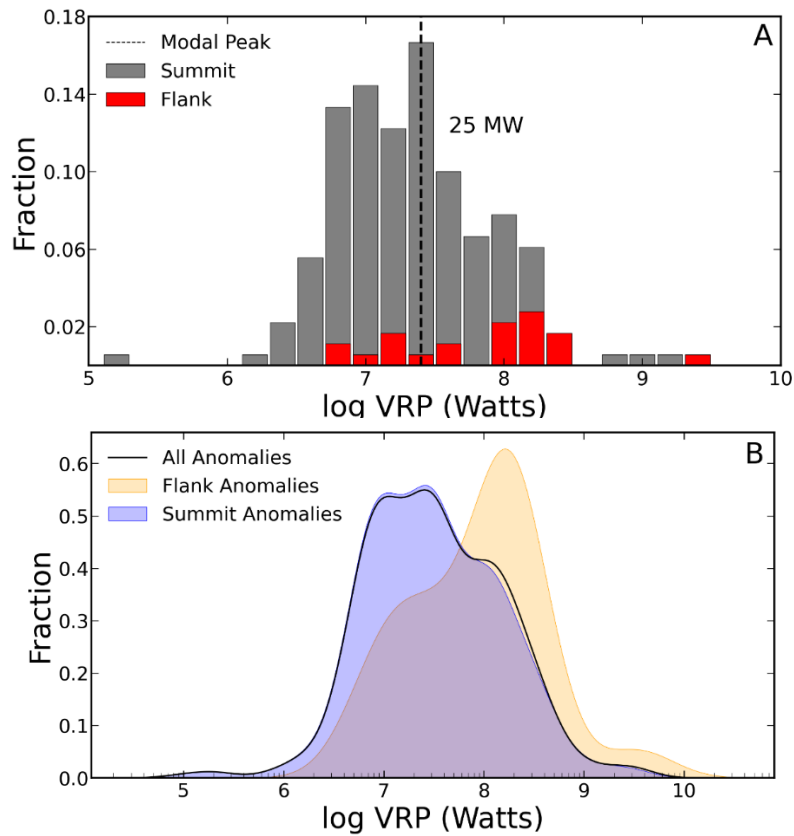 A
Modal Peak
Summit
Flank
25 MW
0.18
0.14
0.10
0.06
0.02
Fraction
5 6 7 8 9 10
log VRP (Watts)
B
All Anomalies
Flank Anomalies
Summit Anomalies
0.6
0.5
0.4
0.3
0.2
0.1
0.0
Fraction
5 6 7 8 9 10
log VRP (Watts)